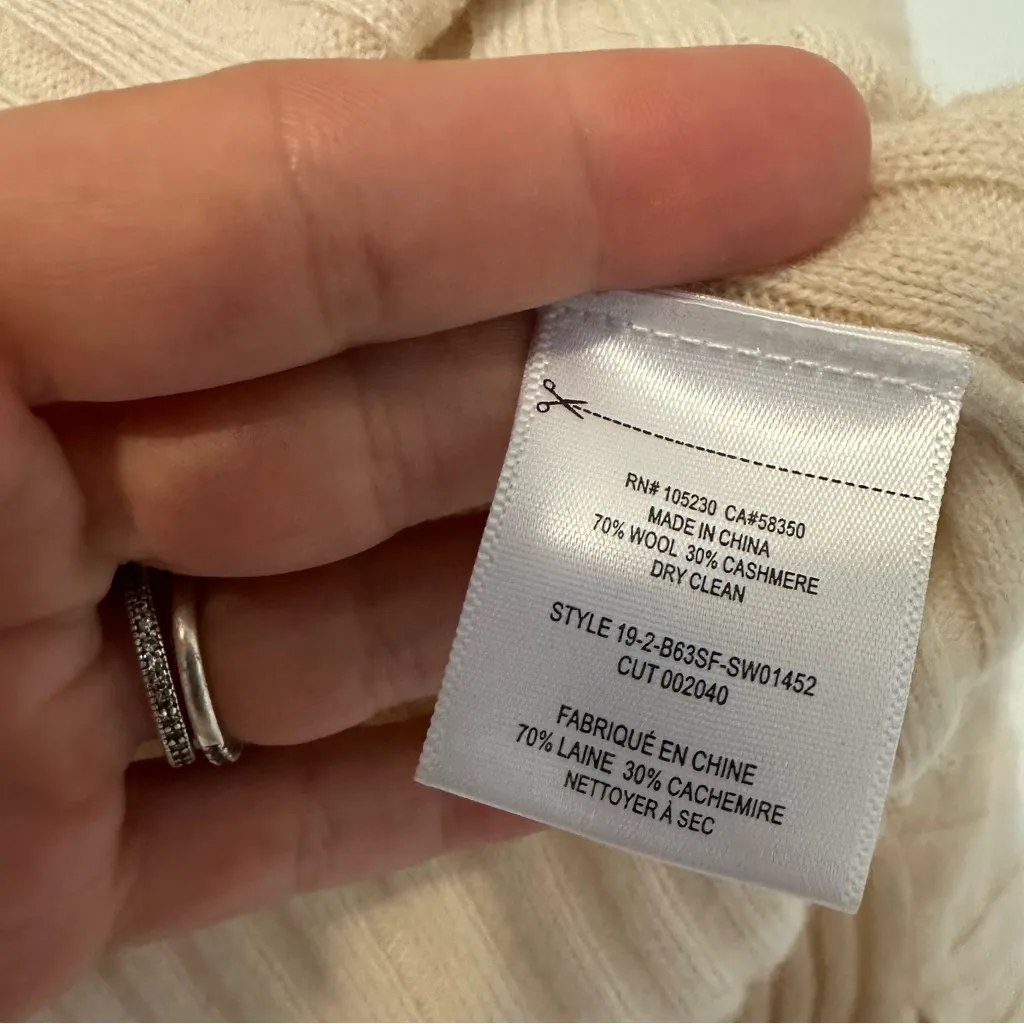 RN# 105230 CA#58350
MADE IN CHINA
70% WOOL 30% CASHMERE
DRY CLEAN
STYLE 19-2-B63SF-SW01452
CUT 002040
FABRIQUÉ EN CHINE
70% LAINE 30% CACHEMIRE
NETTOYER À SEC